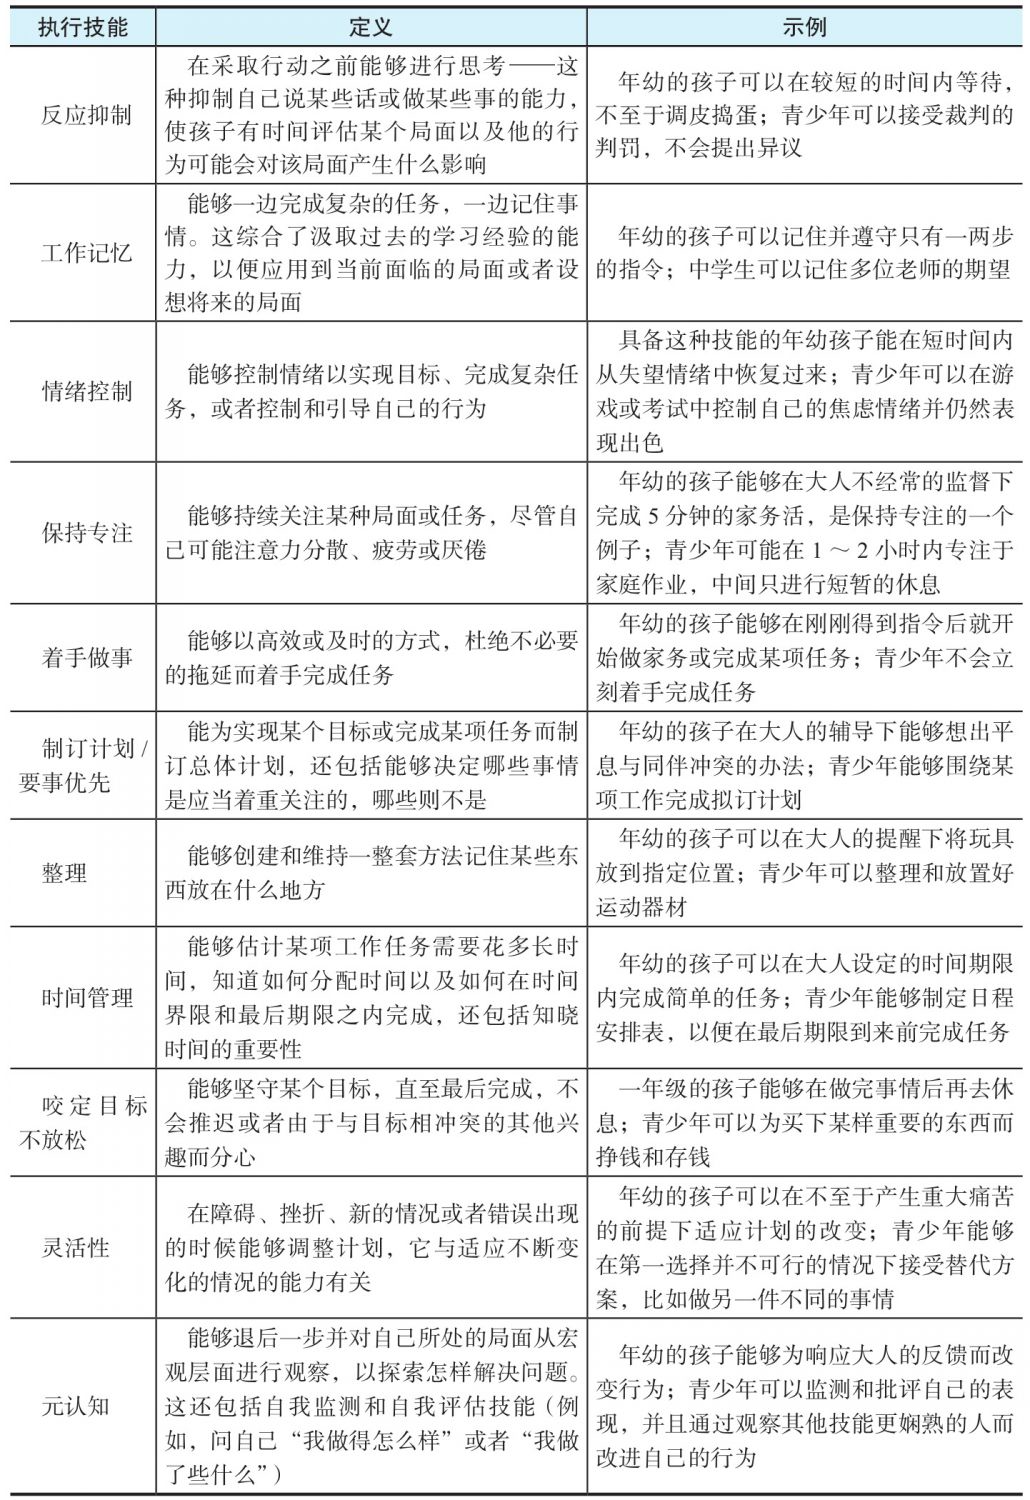 执行技能
定义
示例
反应抑制
在采取行动之前能够进行思考——这
种抑制自己说某些话或做某些事的能力，
使孩子有时间评估某个局面以及他的行
为可能会对该局面产生什么影响
年幼的孩子可以在较短的时间内等待，
不至于调皮捣蛋；青少年可以接受裁判的
判罚，不会提出异议
工作记忆
能够一边完成复杂的任务，一边记住事
情。这综合了汲取过去的学习经验的能
力，以便应用到当前面临的局面或者设
想将来的局面
年幼的孩子可以记住并遵守只有一两步
的指令；中学生可以记住多位老师的期望
情绪控制
能够控制情绪以实现目标、完成复杂任
务，或者控制和引导自己的行为
具备这种技能的年幼孩子能在短时间内
从失望情绪中恢复过来；青少年可以在游
戏或考试中控制自己的焦虑情绪并仍然表
现出色
保持专注
能够持续关注某种局面或任务，尽管自
己可能注意力分散、疲劳或厌倦
年幼的孩子能够在大人不经常的监督下
完成 5 分钟的家务活，是保持专注的一个
例子；青少年可能在 1～2 小时内专注于
家庭作业，中间只进行短暂的休息
着手做事
能够以高效或及时的方式，杜绝不必要
的拖延而着手完成任务
年幼的孩子能够在刚刚得到指令后就开
始做家务或完成某项任务；青少年不会立
刻着手完成任务
制订计划 /
要事优先
能为实现某个目标或完成某项任务而制
订总体计划，还包括能够决定哪些事情
是应当着重关注的，哪些则不是
年幼的孩子在大人的辅导下能够想出平
息与同伴冲突的办法；青少年能够围绕某
项工作完成拟订计划
整理
能够创建和维持一整套方法记住某些东
西放在什么地方
年幼的孩子可以在大人的提醒下将玩具
放到指定位置；青少年可以整理和放置好
运动器材
时间管理
能够估计某项工作任务需要花多长时
间，知道如何分配时间以及如何在时间
界限和最后期限之内完成，还包括知晓
时间的重要性
年幼的孩子可以在大人设定的时间期限
内完成简单的任务；青少年能够制定日程
安排表，以便在最后期限到来前完成任务
咬定目标
不放松
能够坚守某个目标，直至最后完成，不
会推迟或者由于与目标相冲突的其他兴
趣而分心
一年级的孩子能够在做完事情后再去休
息；青少年可以为买下某样重要的东西而
挣钱和存钱
灵活性
在障碍、挫折、新的情况或者错误出现
的时候能够调整计划，它与适应不断变
化的情况的能力有关
年幼的孩子可以在不至于产生重大痛苦
的前提下适应计划的改变；青少年能够
在第一选择并不可行的情况下接受替代方
案，比如做另一件不同的事情
元认知
能够退后一步并对自己所处的局面从宏
观层面进行观察，以探索怎样解决问题。
这还包括自我监测和自我评估技能（例
如，问自己“我做得怎么样”或者“我做
了些什么”）
年幼的孩子能够为响应大人的反馈而改
变行为；青少年可以监测和批评自己的表
现，并且通过观察其他技能更娴熟的人而
改进自己的行为